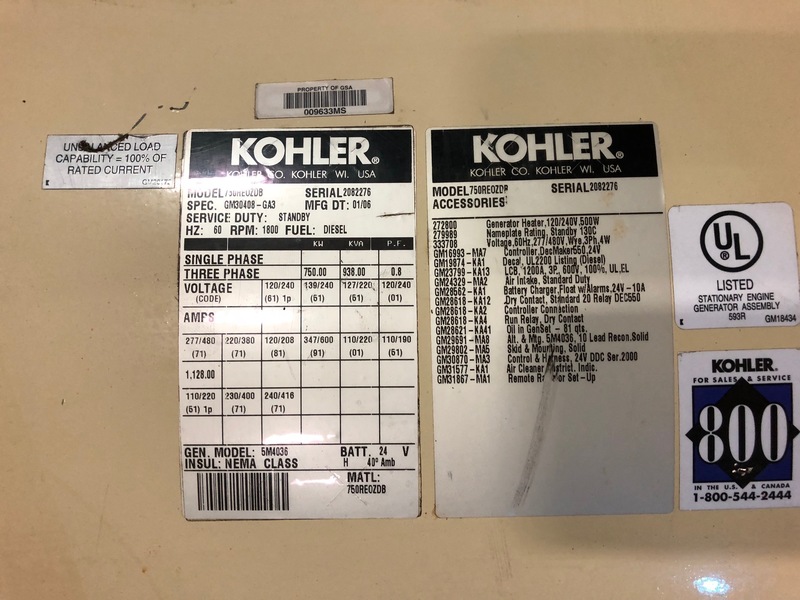 PROPERTY OF GSA
009633MS
UNBALANCED LOAD
CAPABILITY = 100% OF
RATED CURRENT
KOHLER®
KOHLER CO. KOHLER WI. USA
MODEL 750REOZDB SERIAL 2082276
SPEC. GM30408-GA3 MFG DT: 01/06
SERVICE DUTY: STANDBY
HZ: 60 RPM: 1800 FUEL: DIESEL
KW KVA P.F.
SINGLE PHASE
THREE PHASE 750.00 938.00 0.8
VOLTAGE 120/240 139/240 127/220 120/240
(CODE) (61) 1p (61) (61) (01)
AMPS
277/480 220/380 120/208 347/600 110/220 110/190
(71) (71) (81) (91) (01) (61)
1,128.00
110/220 230/400 240/416
(61) 1p (71) (71)
GEN. MODEL: 5M4036 BATT. 24 V
INSUL: NEMA CLASS H 40° Amb
MATL:
750REOZDB
KOHLER®
KOHLER CO. KOHLER WI. USA
MODEL 750REOZDB SERIAL 2082276
ACCESSORIES
272800 Generator Heater,120/240V,500W
279989 Nameplate Rating, Standby 130C
333708 Voltage,60Hz,277/480V,Wye,3Ph,4W
GM16993-MA7 Controller,DecMaker550,24V
GM19874-KA1 Decal, UL2200 Listing (Diesel)
GM23799-KA13 LCB, 1200A, 3P, 600V, 100%, UL,EL
GM24329-MA2 Air Intake, Standard Duty
GM28562-KA1 Battery Charger,Float w/Alarms,24V - 10A
GM28618-KA12 Dry Contact, Standard 20 Relay DEC550
GM28618-KA2 Controller Connection
GM28618-KA4 Run Relay, Dry Contact
GM28621-KA41 Oil in GenSet - 81 qts.
GM29691-MA8 Alt. & Mtg. 5M4036, 10 Lead Recon,Solid
GM29802-MA5 Skid & Mounting, Solid
GM30870-MA3 Control & Harness, 24V DDC Ser.2000
GM31577-KA1 Air Cleaner Indic.
GM31867-MA1 Remote For Set-Up
UL®
LISTED
STATIONARY ENGINE
GENERATOR ASSEMBLY
593R GM18434
KOHLER®
FOR SALES & SERVICE
800
IN THE U.S. & CANADA
1-800-544-2444